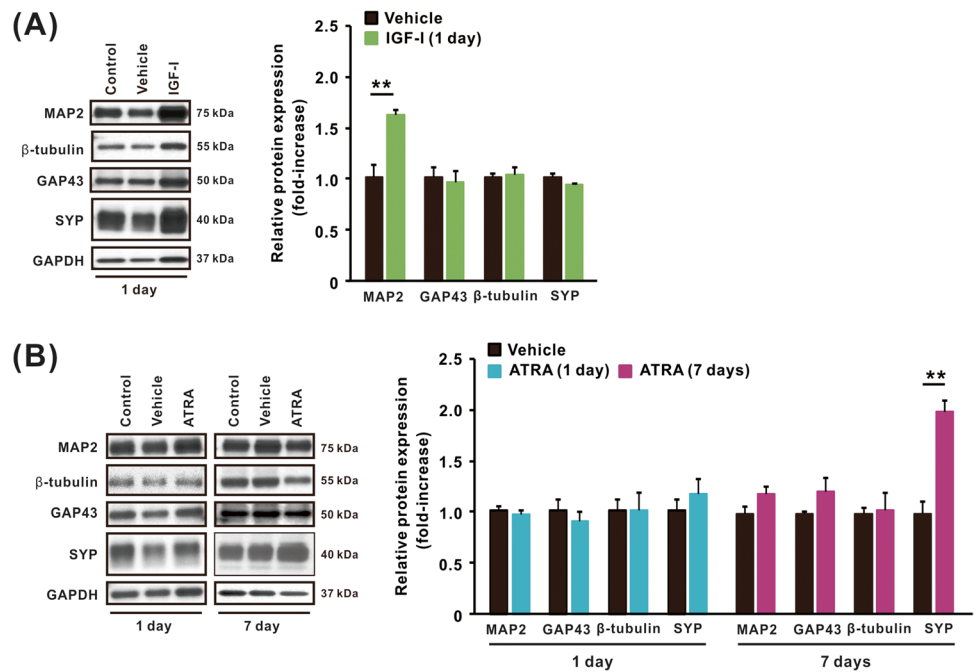 (A)
Control
Vehicle
IGF-I
MAP2
75 kDa
β-tubulin
55 kDa
GAP43
50 kDa
SYP
40 kDa
GAPDH
37 kDa
1 day
Vehicle
IGF-I (1 day)
Relative protein expression
(fold-increase)
2.5
2.0
1.5
1.0
0.5
0
**
MAP2 GAP43 β-tubulin SYP
(B)
Control
Vehicle
ATRA
Control
Vehicle
ATRA
MAP2
75 kDa
β-tubulin
55 kDa
GAP43
50 kDa
SYP
40 kDa
GAPDH
37 kDa
1 day
7 day
Vehicle
ATRA (1 day) ATRA (7 days)
Relative protein expression
(fold-increase)
2.5
2.0
1.5
1.0
0.5
0
**
MAP2 GAP43 β-tubulin SYP MAP2 GAP43 β-tubulin SYP
1 day
7 days